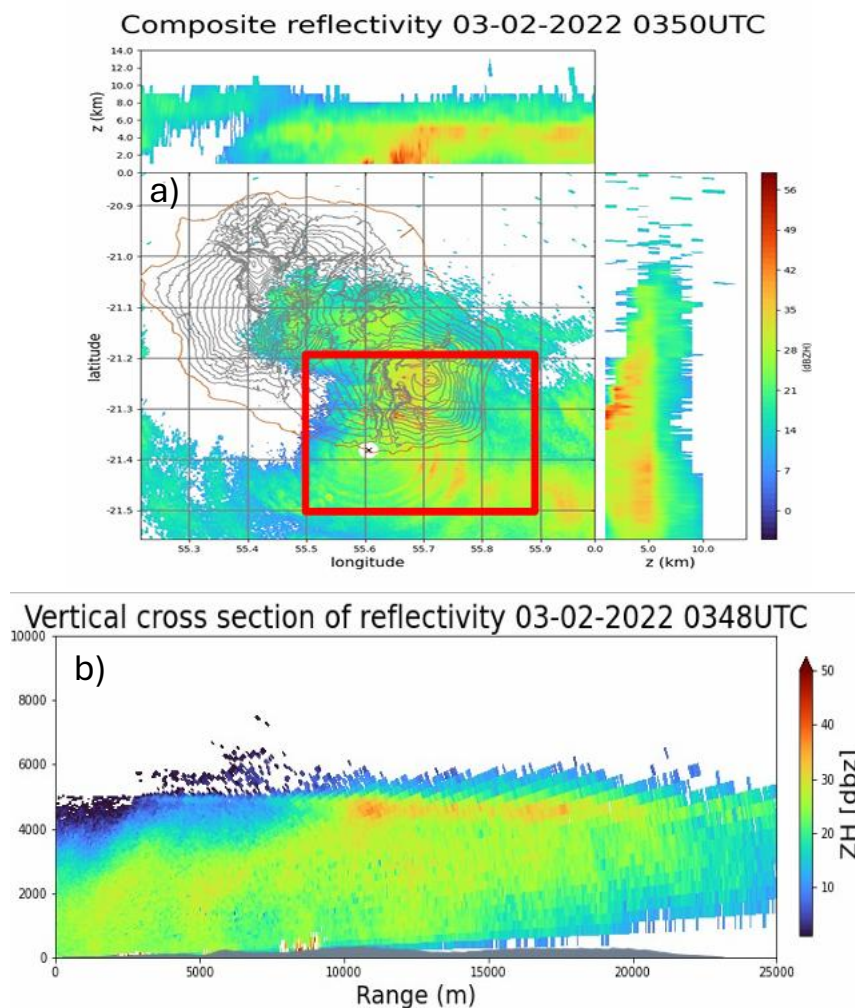 Composite reflectivity 03-02-2022 0350UTC
14.0
12.0
10.0
8.0
6.0
4.0
2.0
z (km)
0.0
a)
-20.9
-21.0
-21.1
-21.2
-21.3
-21.4
-21.5
latitude
55.3 55.4 55.5 55.6 55.7 55.8 55.9 0.0 5.0 10.0
longitude z (km)
56
49
42
35
28
21
14
7
0
(dBZH)
Vertical cross section of reflectivity 03-02-2022 0348UTC
b)
10000
8000
6000
4000
2000
0
0 5000 10000 15000 20000 25000
Range (m)
50
40
30
20
10
ZH [dbz]